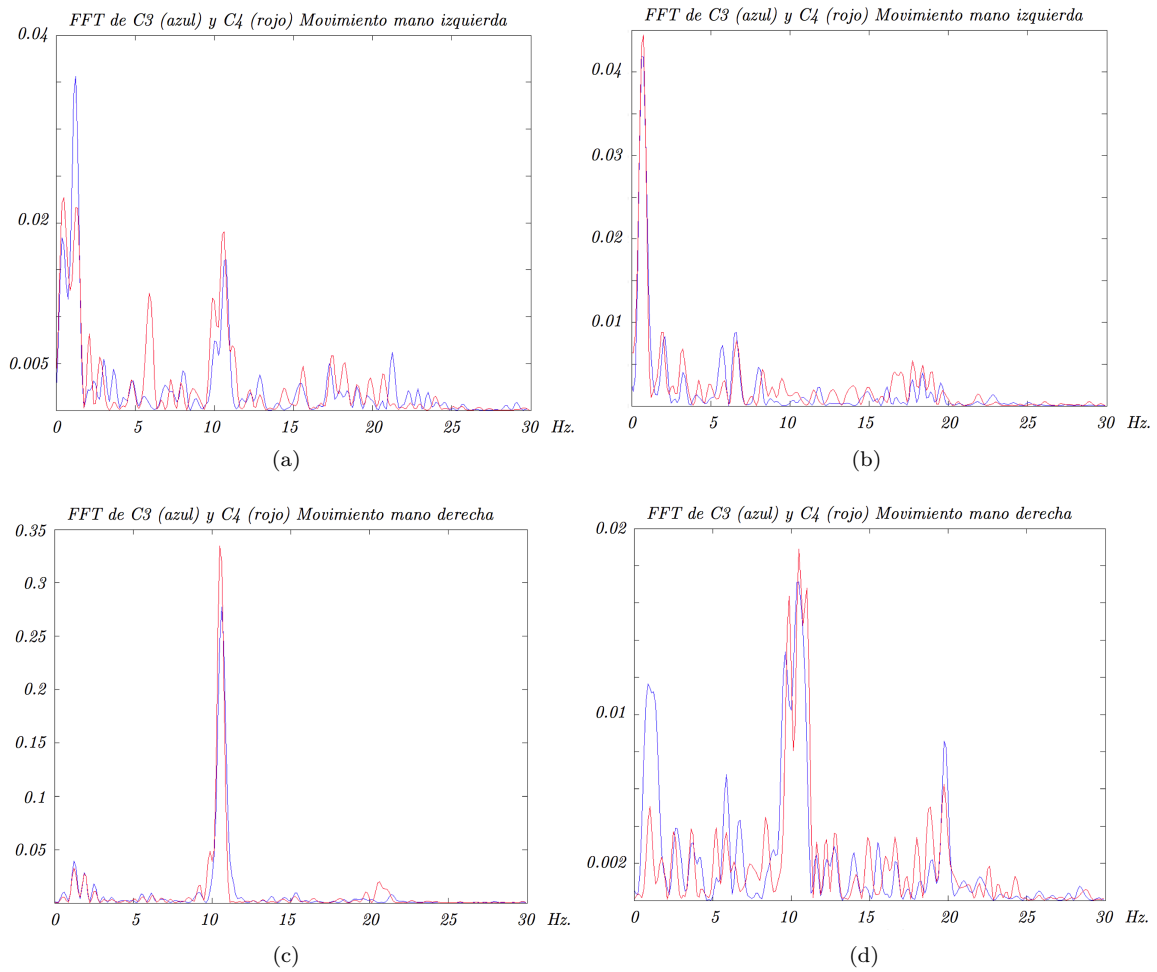 FFT de C3 (azul) y C4 (rojo) Movimiento mano izquierda
0.04
0.02
0.005
0 5 10 15 20 25 30 Hz.
(a)
FFT de C3 (azul) y C4 (rojo) Movimiento mano izquierda
0.04
0.03
0.02
0.01
0 5 10 15 20 25 30 Hz.
(b)
FFT de C3 (azul) y C4 (rojo) Movimiento mano derecha
0.35
0.3
0.25
0.2
0.15
0.1
0.05
0 5 10 15 20 25 30 Hz.
(c)
FFT de C3 (azul) y C4 (rojo) Movimiento mano derecha
0.02
0.01
0.002
0 5 10 15 20 25 30 Hz.
(d)